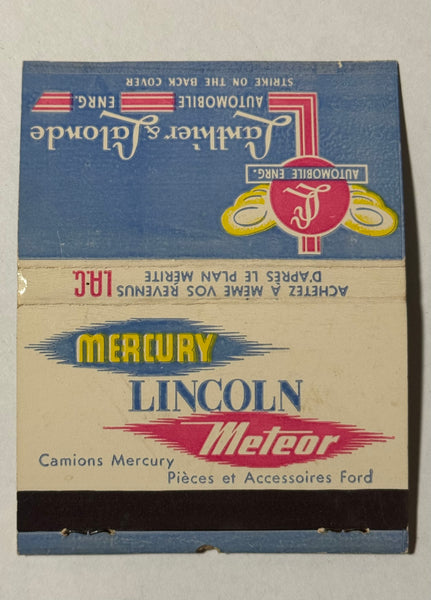 STRIKE ON THE BACK COVER
AUTOMOBILE ENRG.
Lanthier & Lalonde
AUTOMOBILE ENRG.
LL
ACHETEZ À MÊME VOS REVENUS
D'APRÈS LE PLAN MÉRITE
I.A.C.
MERCURY
LINCOLN
Meteor
Camions Mercury
Pièces et Accessoires Ford